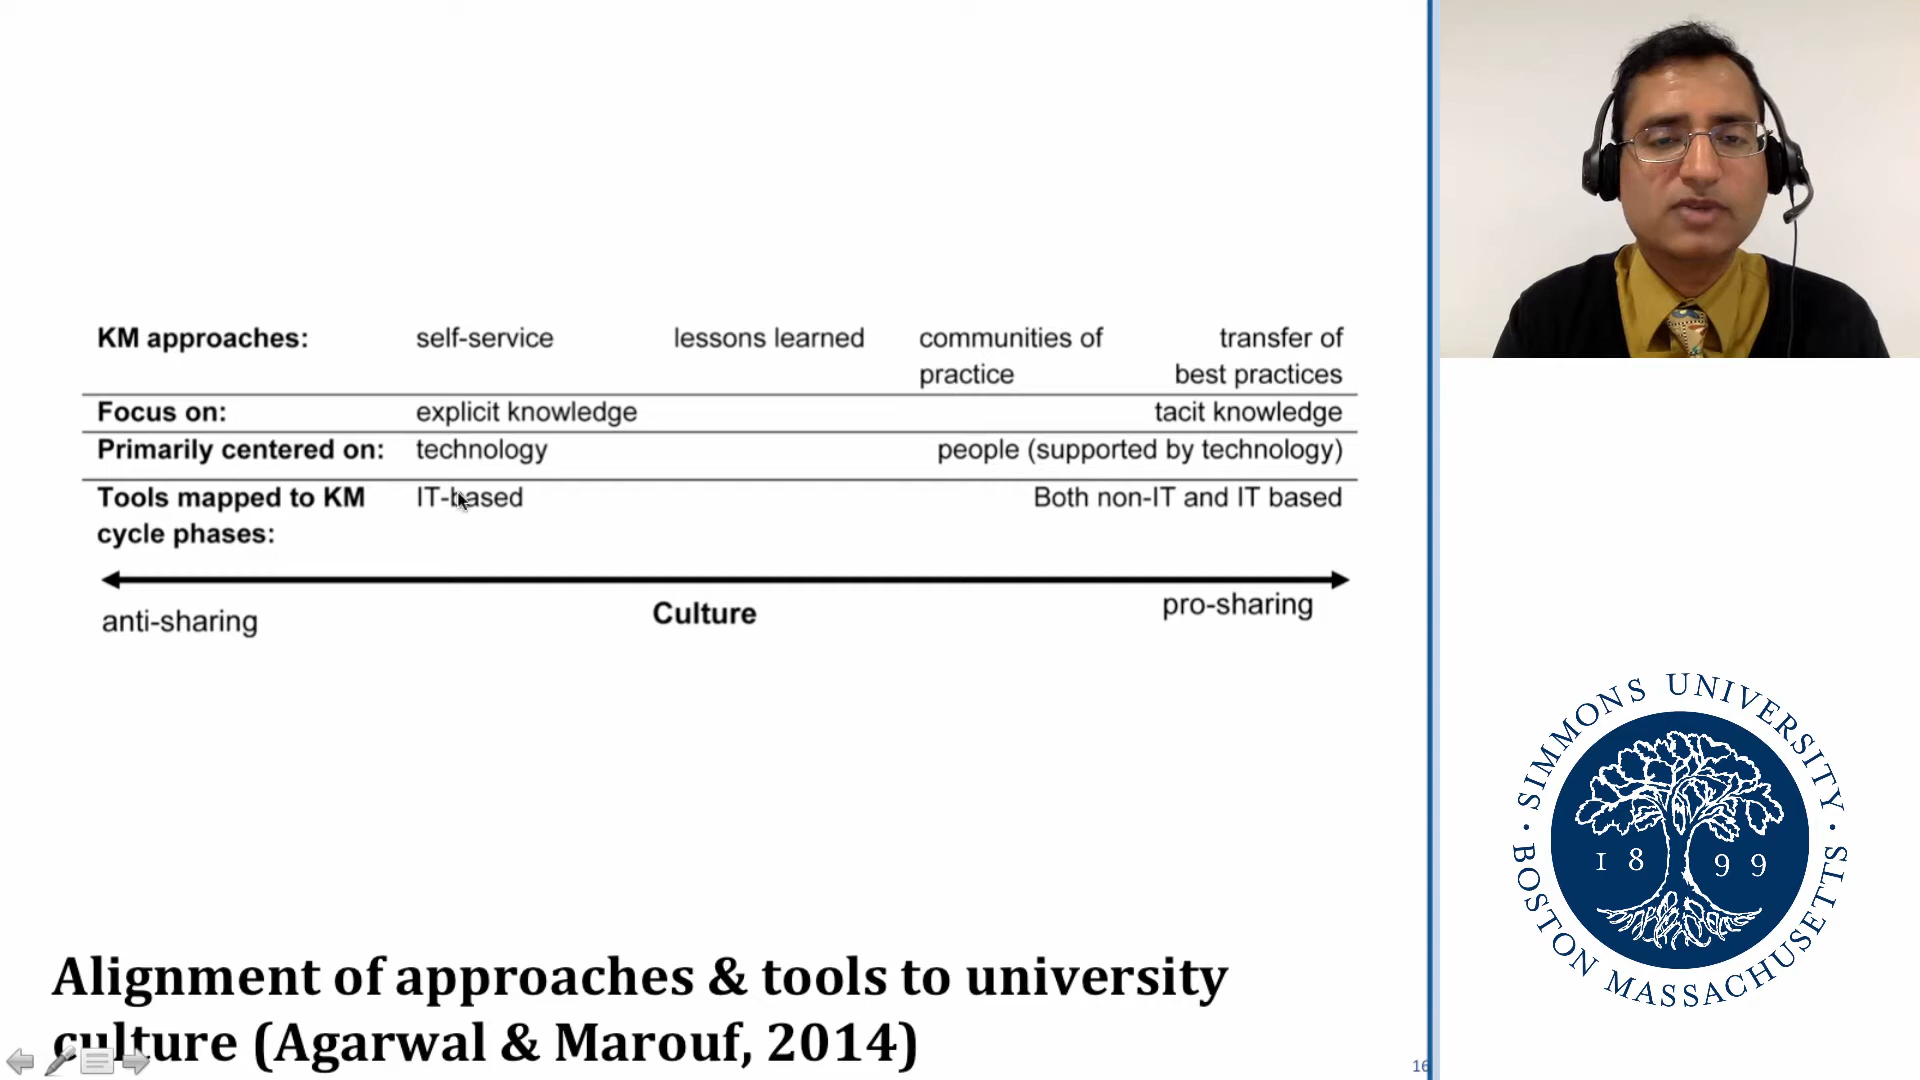 KM approaches: self-service lessons learned communities of practice transfer of best practices
Focus on: explicit knowledge tacit knowledge
Primarily centered on: technology people (supported by technology)
Tools mapped to KM cycle phases: IT-based Both non-IT and IT based
anti-sharing Culture pro-sharing
Alignment of approaches & tools to university
culture (Agarwal & Marouf, 2014)
16
SIMMONS UNIVERSITY
1899
BOSTON MASSACHUSETTS